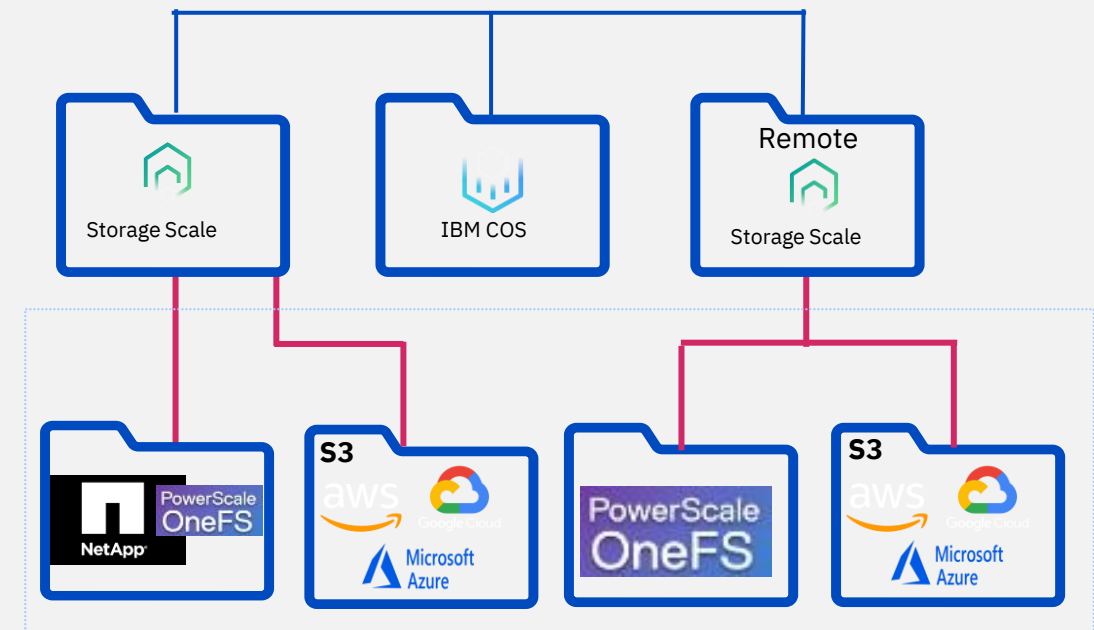 Storage Scale
IBM COS
Remote
Storage Scale
NetApp
PowerScale
OneFS
S3
aws
Google Cloud
Microsoft
Azure
PowerScale
OneFS
S3
aws
Google Cloud
Microsoft
Azure